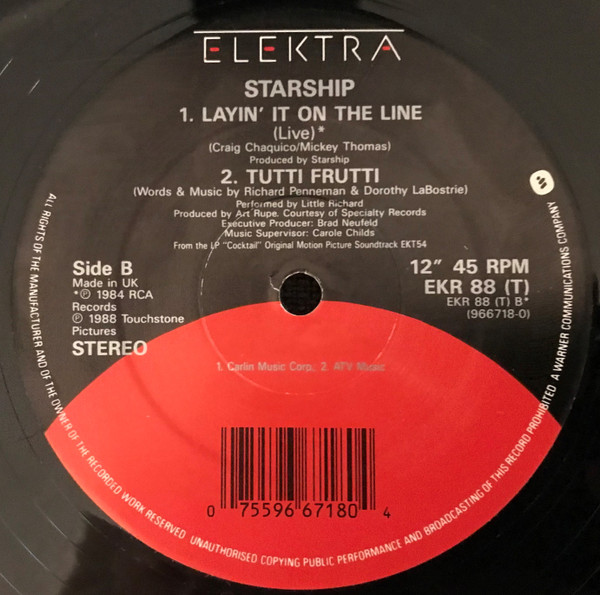 ELEKTRA
STARSHIP
1. LAYIN' IT ON THE LINE
(Live)*
(Craig Chaquico/Mickey Thomas)
Produced by Starship
2. TUTTI FRUTTI
(Words & Music by Richard Penneman & Dorothy LaBostrie)
Performed by Little Richard
Produced by Art Rupe. Courtesy of Specialty Records
Executive Producer: Brad Neufeld
Music Supervisor: Carole Childs
From the LP "Cocktail" Original Motion Picture Soundtrack EKT54
Side B
Made in UK
*℗ 1984 RCA
Records
℗ 1988 Touchstone
Pictures
STEREO
12" 45 RPM
EKR 88 (T)
EKR 88 (T) B*
(966718-0)
1. Carlin Music Corp. 2. ATV Music
0 75596 67180 4
ALL RIGHTS OF THE MANUFACTURER AND OF THE OWNER OF THE RECORDED WORK RESERVED UNAUTHORISED COPYING PUBLIC PERFORMANCE AND BROADCASTING OF THIS RECORD PROHIBITED A WARNER COMMUNICATIONS COMPANY